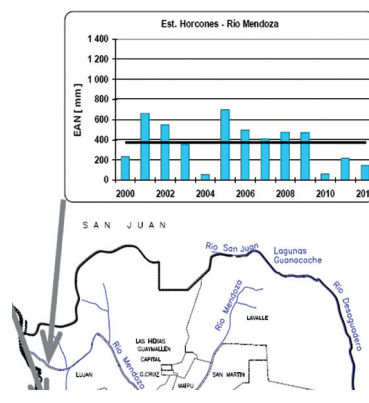 Est. Horcones - Río Mendoza
EAN [ mm ]
1 400
1 200
1 000
800
600
400
200
0
2000 2002 2004 2006 2008 2010 201
SAN JUAN
Río San Juan
Lagunas
Guanacache
Río Desaguadero
Río Mendoza
LAVALLE
LAS HERAS
GUAYMALLEN
CAPITAL
G.CRUZ
LUJAN
Río Mendoza
MAIPU
SAN MARTIN